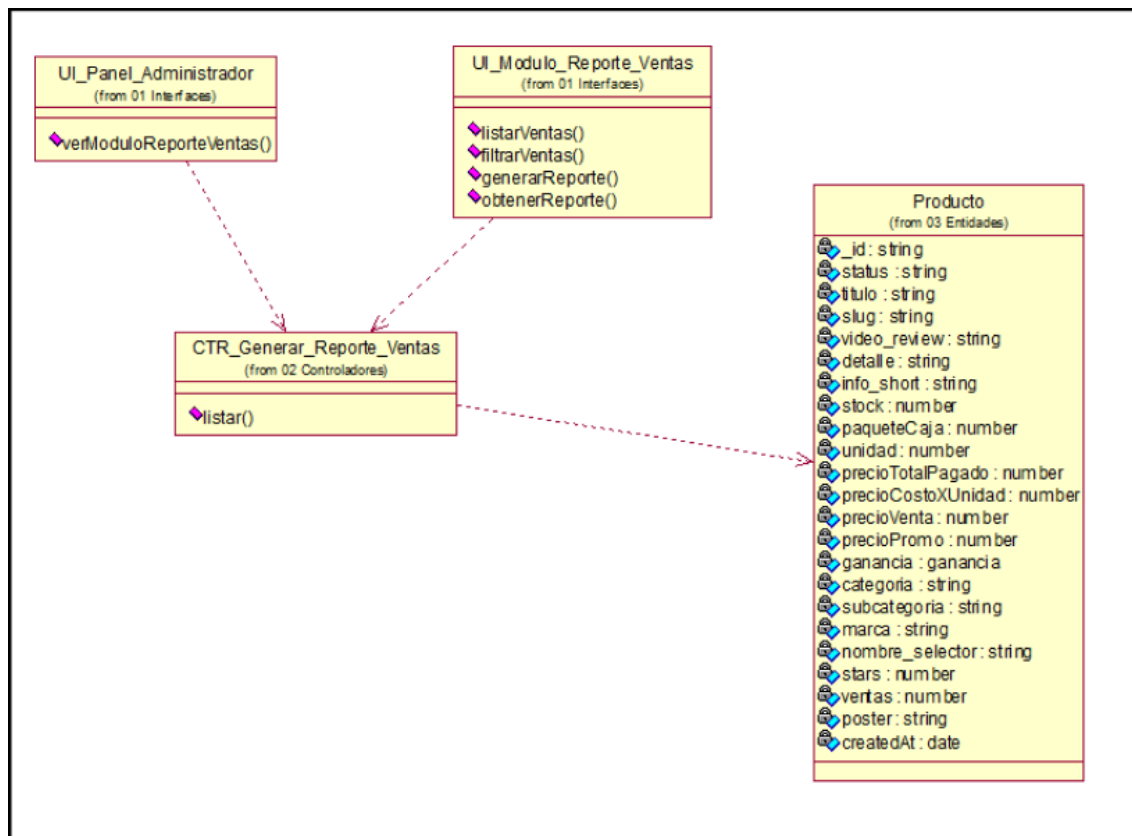 UI_Panel_Administrador
(from 01 Interfaces)
verModuloReporteVentas()
UI_Modulo_Reporte_Ventas
(from 01 Interfaces)
listarVentas()
filtrarVentas()
generarReporte()
obtenerReporte()
CTR_Generar_Reporte_Ventas
(from 02 Controladores)
listar()
Producto
(from 03 Entidades)
_id : string
status : string
titulo : string
slug : string
video_review : string
detalle : string
info_short : string
stock : number
paqueteCaja : number
unidad : number
precioTotalPagado : number
precioCostoXUnidad : number
precioVenta : number
precioPromo : number
ganancia : ganancia
categoria : string
subcategoria : string
marca : string
nombre_selector : string
stars : number
ventas : number
poster : string
createdAt : date